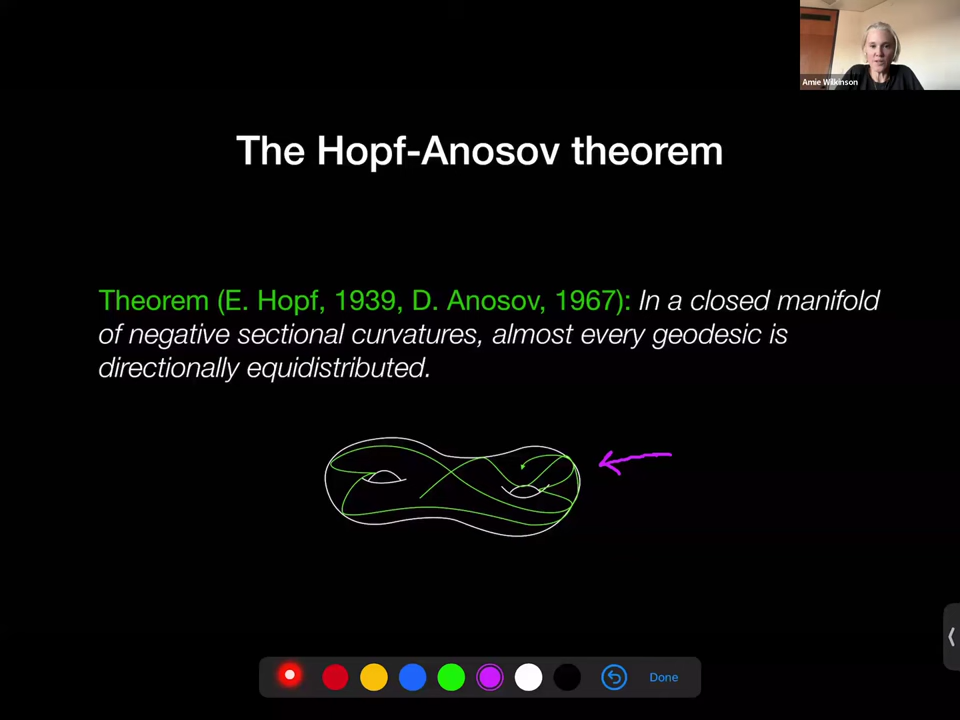 Amie Wilkinson
The Hopf-Anosov theorem
Theorem (E. Hopf, 1939, D. Anosov, 1967): In a closed manifold
of negative sectional curvatures, almost every geodesic is
directionally equidistributed.
Done